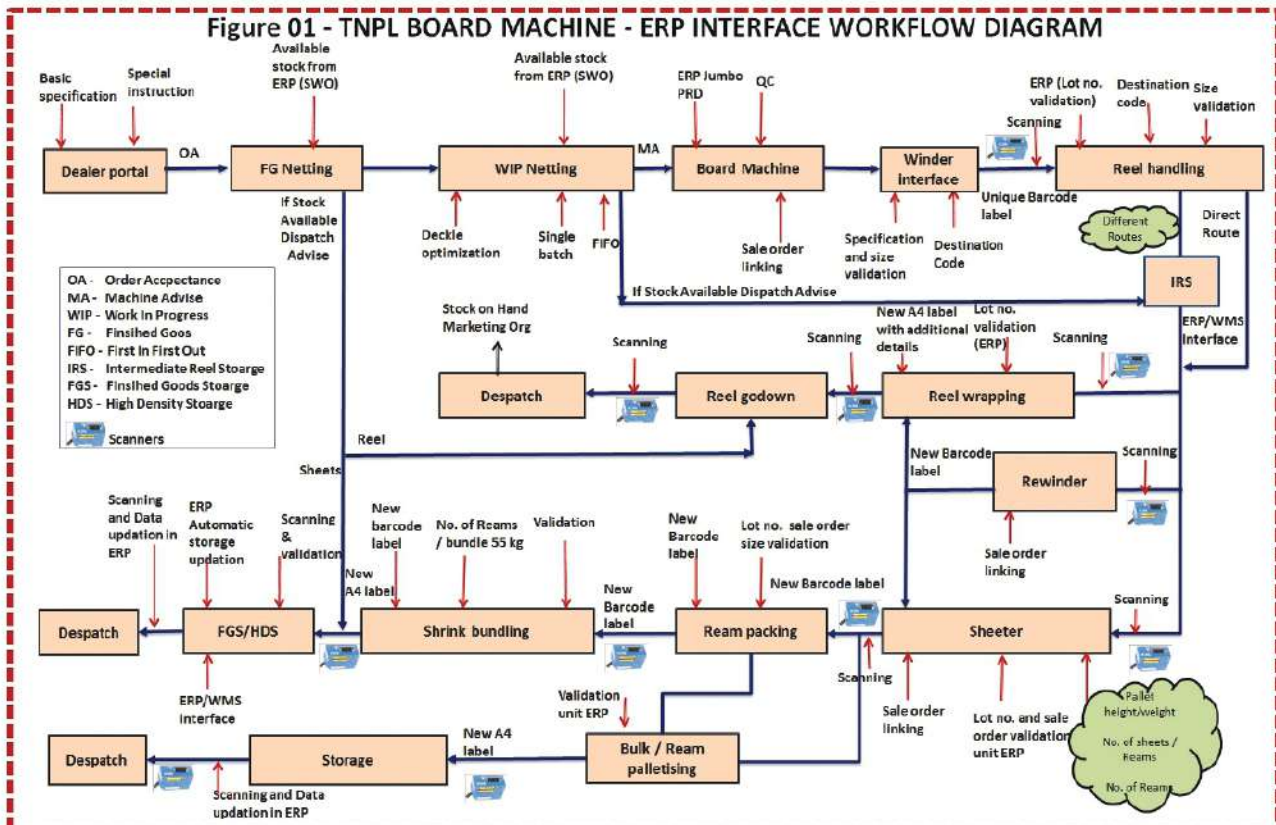 Figure 01 - TNPL BOARD MACHINE - ERP INTERFACE WORKFLOW DIAGRAM
Basic
specification
Special
instruction
Available
stock from
ERP (SWO)
Available stock
from ERP (SWO)
ERP Jumbo
PRD
QC
ERP (Lot no.
validation)
Destination
code
Size
validation
Scanning
Dealer portal
OA
FG Netting
WIP Netting
MA
Board Machine
Winder
interface
Unique Barcode
label
Reel handling
If Stock
Available
Dispatch
Advise
Deckle
optimization
Single
batch
FIFO
Sale order
linking
Specification
and size
validation
Destination
Code
Different
Routes
Direct
Route
IRS
If Stock Available Dispatch Advise
ERP/WMS
Interface
OA - Order Accpectance
MA - Machine Advise
WIP - Work In Progress
FG - Finsihed Goos
FIFO - First In First Out
IRS - Intermediate Reel Stoarge
FGS - Finsihed Goods Stoarge
HDS - High Density Stoarge
Scanners
Stock on Hand
Marketing Org
Scanning
Scanning
New A4 label
with additional
details
Lot no.
validation
(ERP)
Scanning
Despatch
Reel godown
Reel wrapping
Reel
Sheets
New Barcode
label
Rewinder
Scanning
Sale order
linking
Scanning
and Data
updation in
ERP
ERP
Automatic
storage
updation
Scanning
&
validation
New
A4 label
New
barcode
label
No. of Reams
/ bundle 55 kg
Validation
New
Barcode
label
New
Barcode
label
Lot no. sale order
size validation
New Barcode label
Scanning
Despatch
FGS/HDS
Shrink bundling
Ream packing
Sheeter
Scanning
ERP/WMS
Interface
Validation
unit ERP
Sale order
linking
Lot no. and sale
order validation
unit ERP
Pallet
height/weight
No. of sheets /
Reams
No. of Reams
Despatch
Storage
New A4
label
Bulk / Ream
palletising
Scanning and Data
updation in ERP